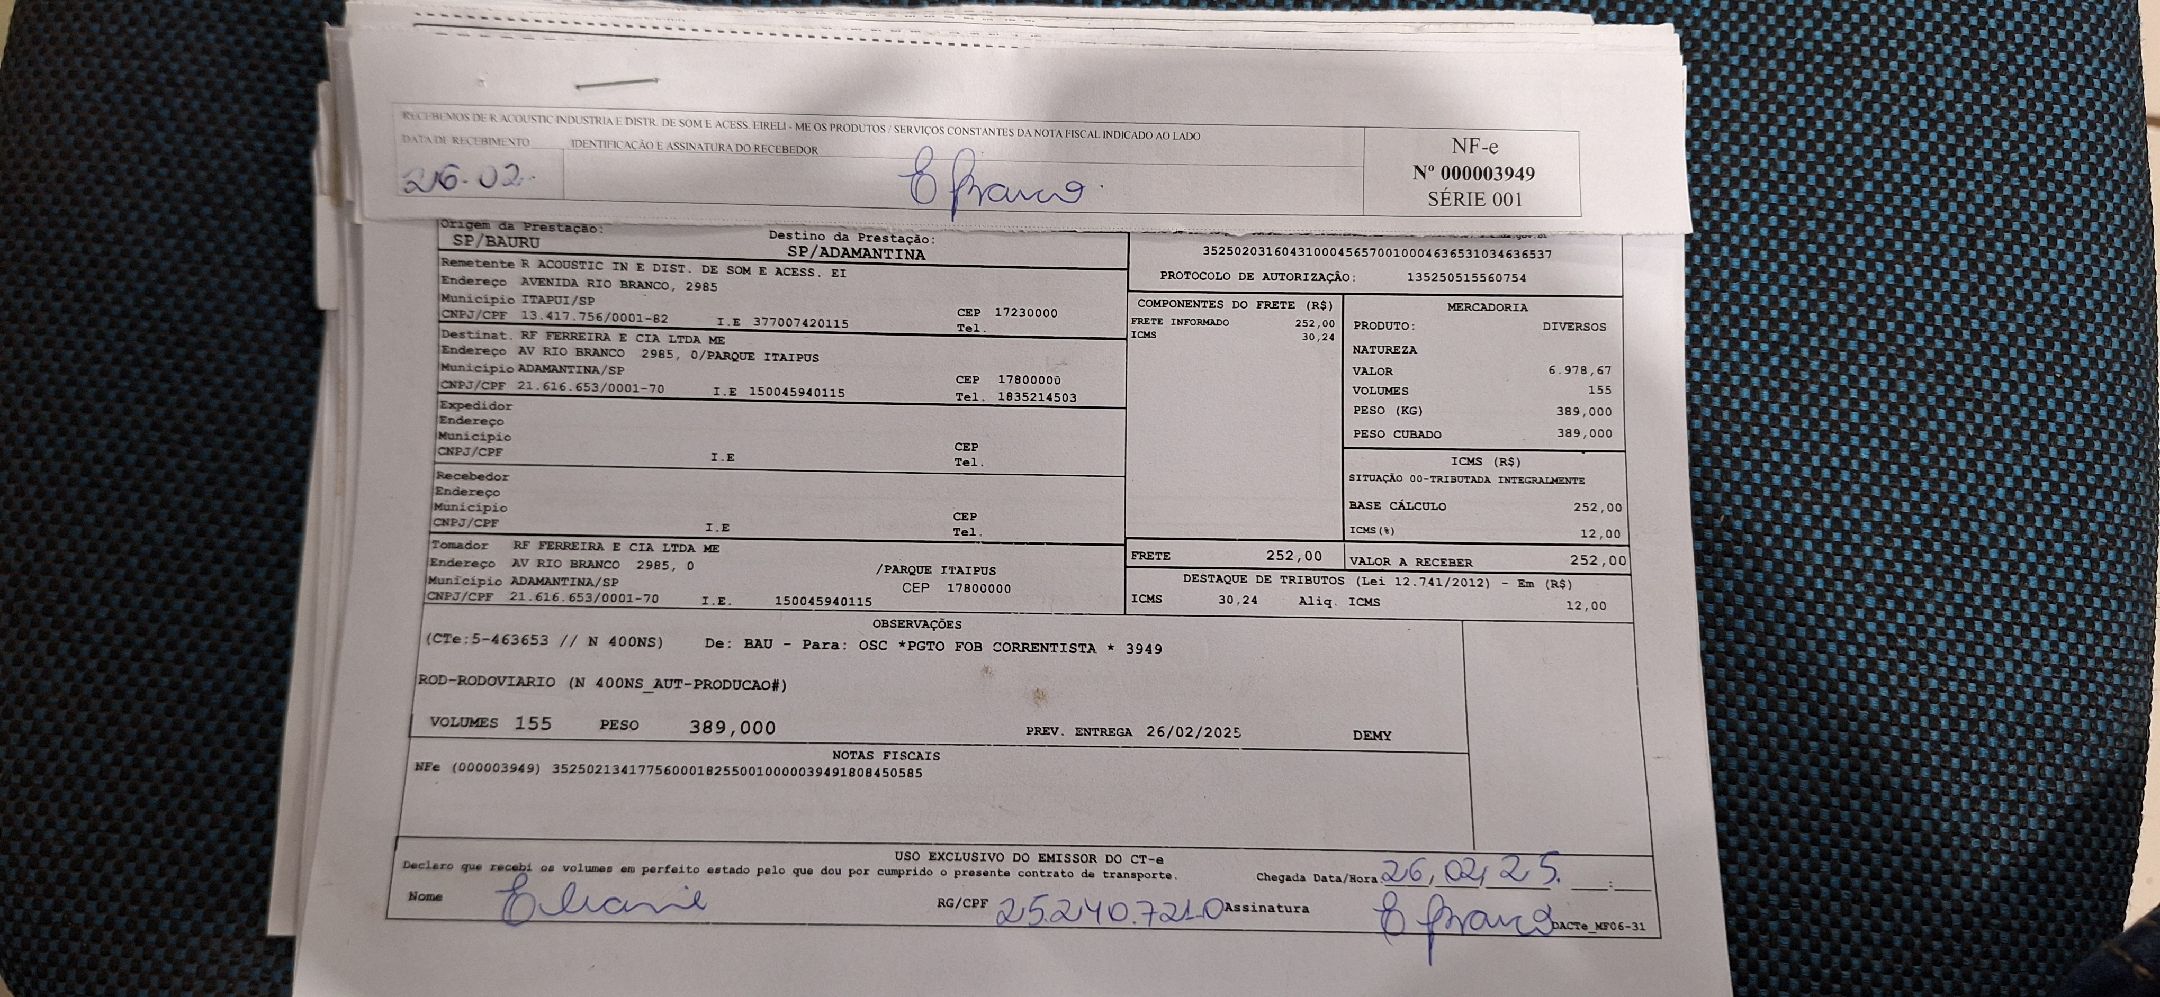 RECEBEMOS DE R.ACOUSTIC INDUSTRIA E DISTR. DE SOM E ACESS. EIRELI - ME OS PRODUTOS / SERVIÇOS CONSTANTES DA NOTA FISCAL INDICADO AO LADO
DATA DE RECEBIMENTO IDENTIFICAÇÃO E ASSINATURA DO RECEBEDOR
26-02 E Franco
NF-e
Nº 000003949
SÉRIE 001
Origem da Prestação: Destino da Prestação:
SP/BAURU SP/ADAMANTINA
35250203160431000456570010004636531034636537
PROTOCOLO DE AUTORIZAÇÃO: 135250515560754
Remetente R ACOUSTIC IN E DIST. DE SOM E ACESS. EI
Endereço AVENIDA RIO BRANCO, 2985
Município ITAPUI/SP CEP 17230000
CNPJ/CPF 13.417.756/0001-82 I.E 377007420115 Tel.
Destinat. RF FERREIRA E CIA LTDA ME
Endereço AV RIO BRANCO 2985, 0/PARQUE ITAIPUS
Município ADAMANTINA/SP CEP 17800000
CNPJ/CPF 21.616.653/0001-70 I.E 150045940115 Tel. 1835214503
Expedidor
Endereço
Município CEP
CNPJ/CPF I.E Tel.
Recebedor
Endereço
Município CEP
CNPJ/CPF I.E Tel.
Tomador RF FERREIRA E CIA LTDA ME
Endereço AV RIO BRANCO 2985, 0 /PARQUE ITAIPUS
Município ADAMANTINA/SP CEP 17800000
CNPJ/CPF 21.616.653/0001-70 I.E. 150045940115
COMPONENTES DO FRETE (R$)
FRETE INFORMADO 252,00
ICMS 30,24
MERCADORIA
PRODUTO: DIVERSOS
NATUREZA
VALOR 6.978,67
VOLUMES 155
PESO (KG) 389,000
PESO CUBADO 389,000
ICMS (R$)
SITUAÇÃO 00-TRIBUTADA INTEGRALMENTE
BASE CÁLCULO 252,00
ICMS(%) 12,00
FRETE 252,00 VALOR A RECEBER 252,00
DESTAQUE DE TRIBUTOS (Lei 12.741/2012) - Em (R$)
ICMS 30,24 Aliq. ICMS 12,00
OBSERVAÇÕES
(CTe:5-463653 // N 400NS) De: BAU - Para: OSC *PGTO FOB CORRENTISTA * 3949
ROD-RODOVIARIO (N 400NS_AUT-PRODUCAO#)
VOLUMES 155 PESO 389,000 PREV. ENTREGA 26/02/2025 DEMY
NOTAS FISCAIS
NFe (000003949) 35250213417756000182550010000039491808450585
USO EXCLUSIVO DO EMISSOR DO CT-e
Declaro que recebi os volumes em perfeito estado pelo que dou por cumprido o presente contrato de transporte. Chegada Data/Hora 26,02,25. __:__
Nome Eliane RG/CPF 25.240.721-0 Assinatura E Franco DACTe_MF06-31